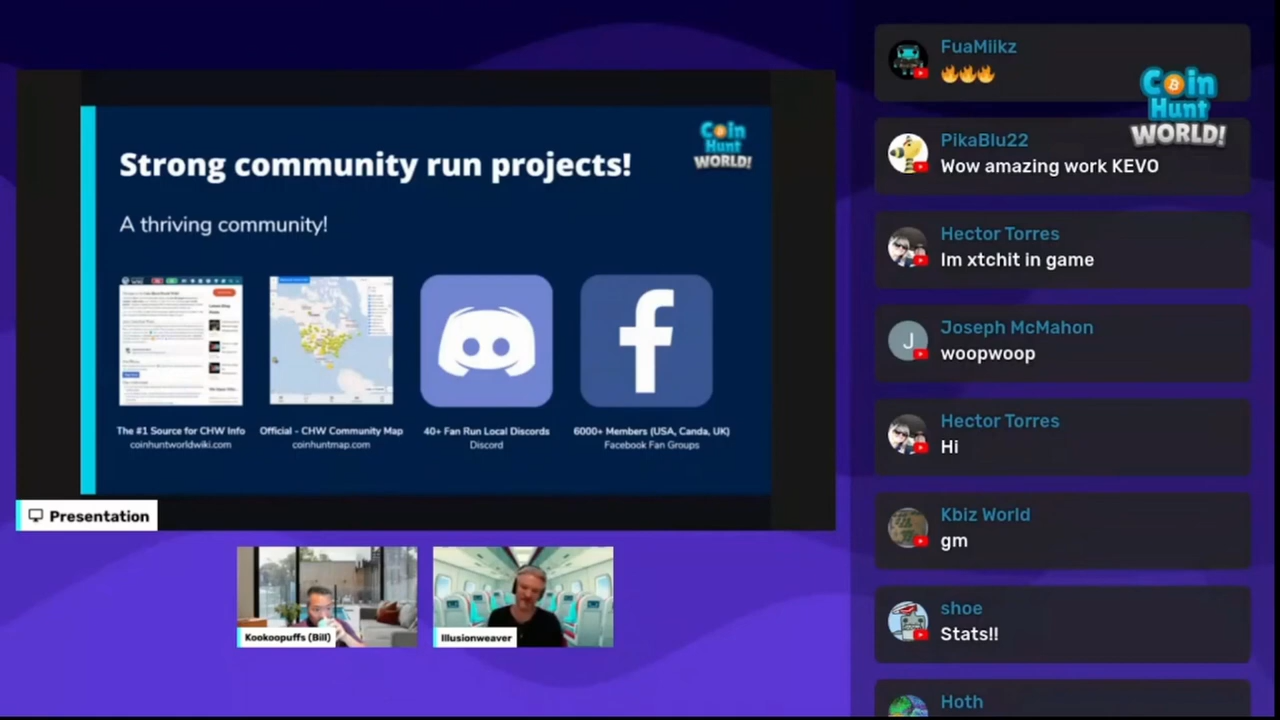 Coin
Hunt
WORLD!
Strong community run projects!
A thriving community!
The #1 Source for CHW Info
coinhuntworldwiki.com
Official - CHW Community Map
coinhuntmap.com
40+ Fan Run Local Discords
Discord
6000+ Members (USA, Canda, UK)
Facebook Fan Groups
Presentation
Kookoopuffs (Bill)
Illusionweaver
FuaMiikz
🔥🔥🔥
Coin
Hunt
WORLD!
PikaBlu22
Wow amazing work KEVO
Hector Torres
Im xtchit in game
J
Joseph McMahon
woopwoop
Hector Torres
Hi
Kbiz World
gm
shoe
Stats!!
Hoth